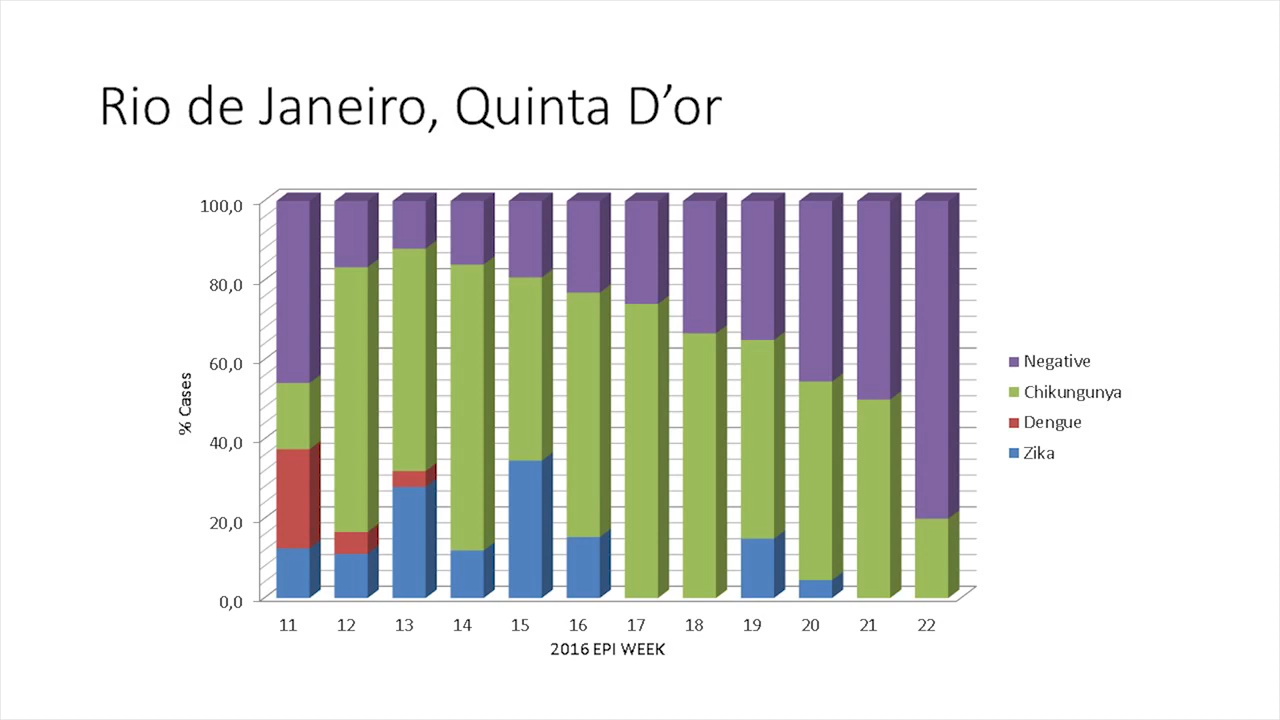 Rio de Janeiro, Quinta D’or
100,0
80,0
60,0
40,0
20,0
0,0
% Cases
11 12 13 14 15 16 17 18 19 20 21 22
2016 EPI WEEK
Negative
Chikungunya
Dengue
Zika